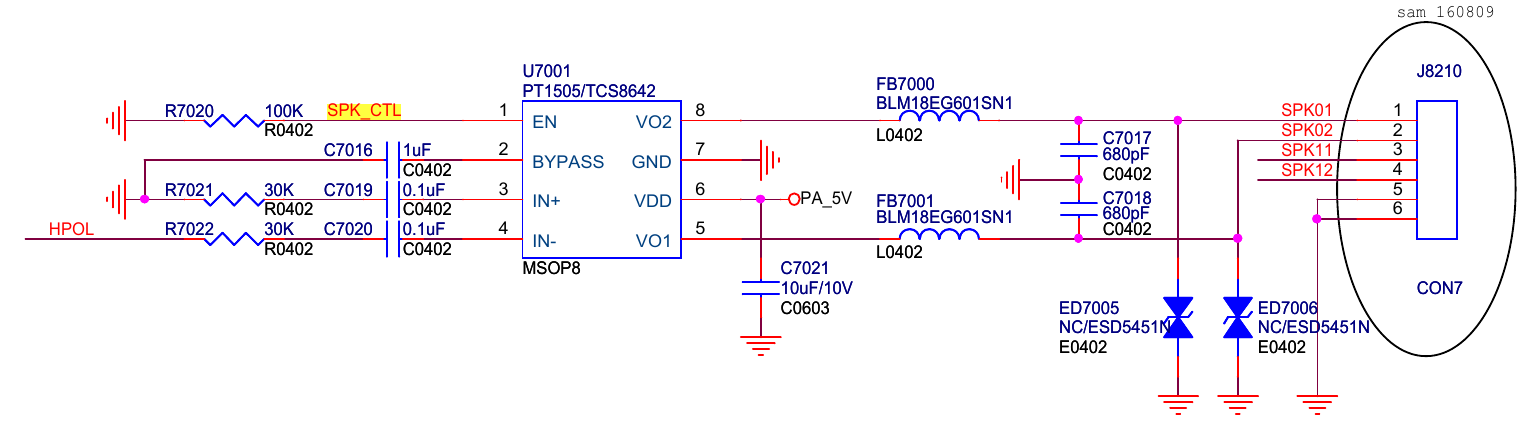 sam 160809
U7001
PT1505/TCS8642
R7020
100K
R0402
SPK_CTL
1
EN
VO2
8
C7016
1uF
C0402
2
BYPASS
GND
7
R7021
30K
R0402
C7019
0.1uF
C0402
3
IN+
VDD
6
PA_5V
HPOL
R7022
30K
R0402
C7020
0.1uF
C0402
4
IN-
VO1
5
MSOP8
C7021
10uF/10V
C0603
FB7000
BLM18EG601SN1
L0402
C7017
680pF
C0402
C7018
680pF
C0402
FB7001
BLM18EG601SN1
L0402
ED7005
NC/ESD5451N
E0402
ED7006
NC/ESD5451N
E0402
J8210
SPK01
1
SPK02
2
SPK11
3
SPK12
4
5
6
CON7